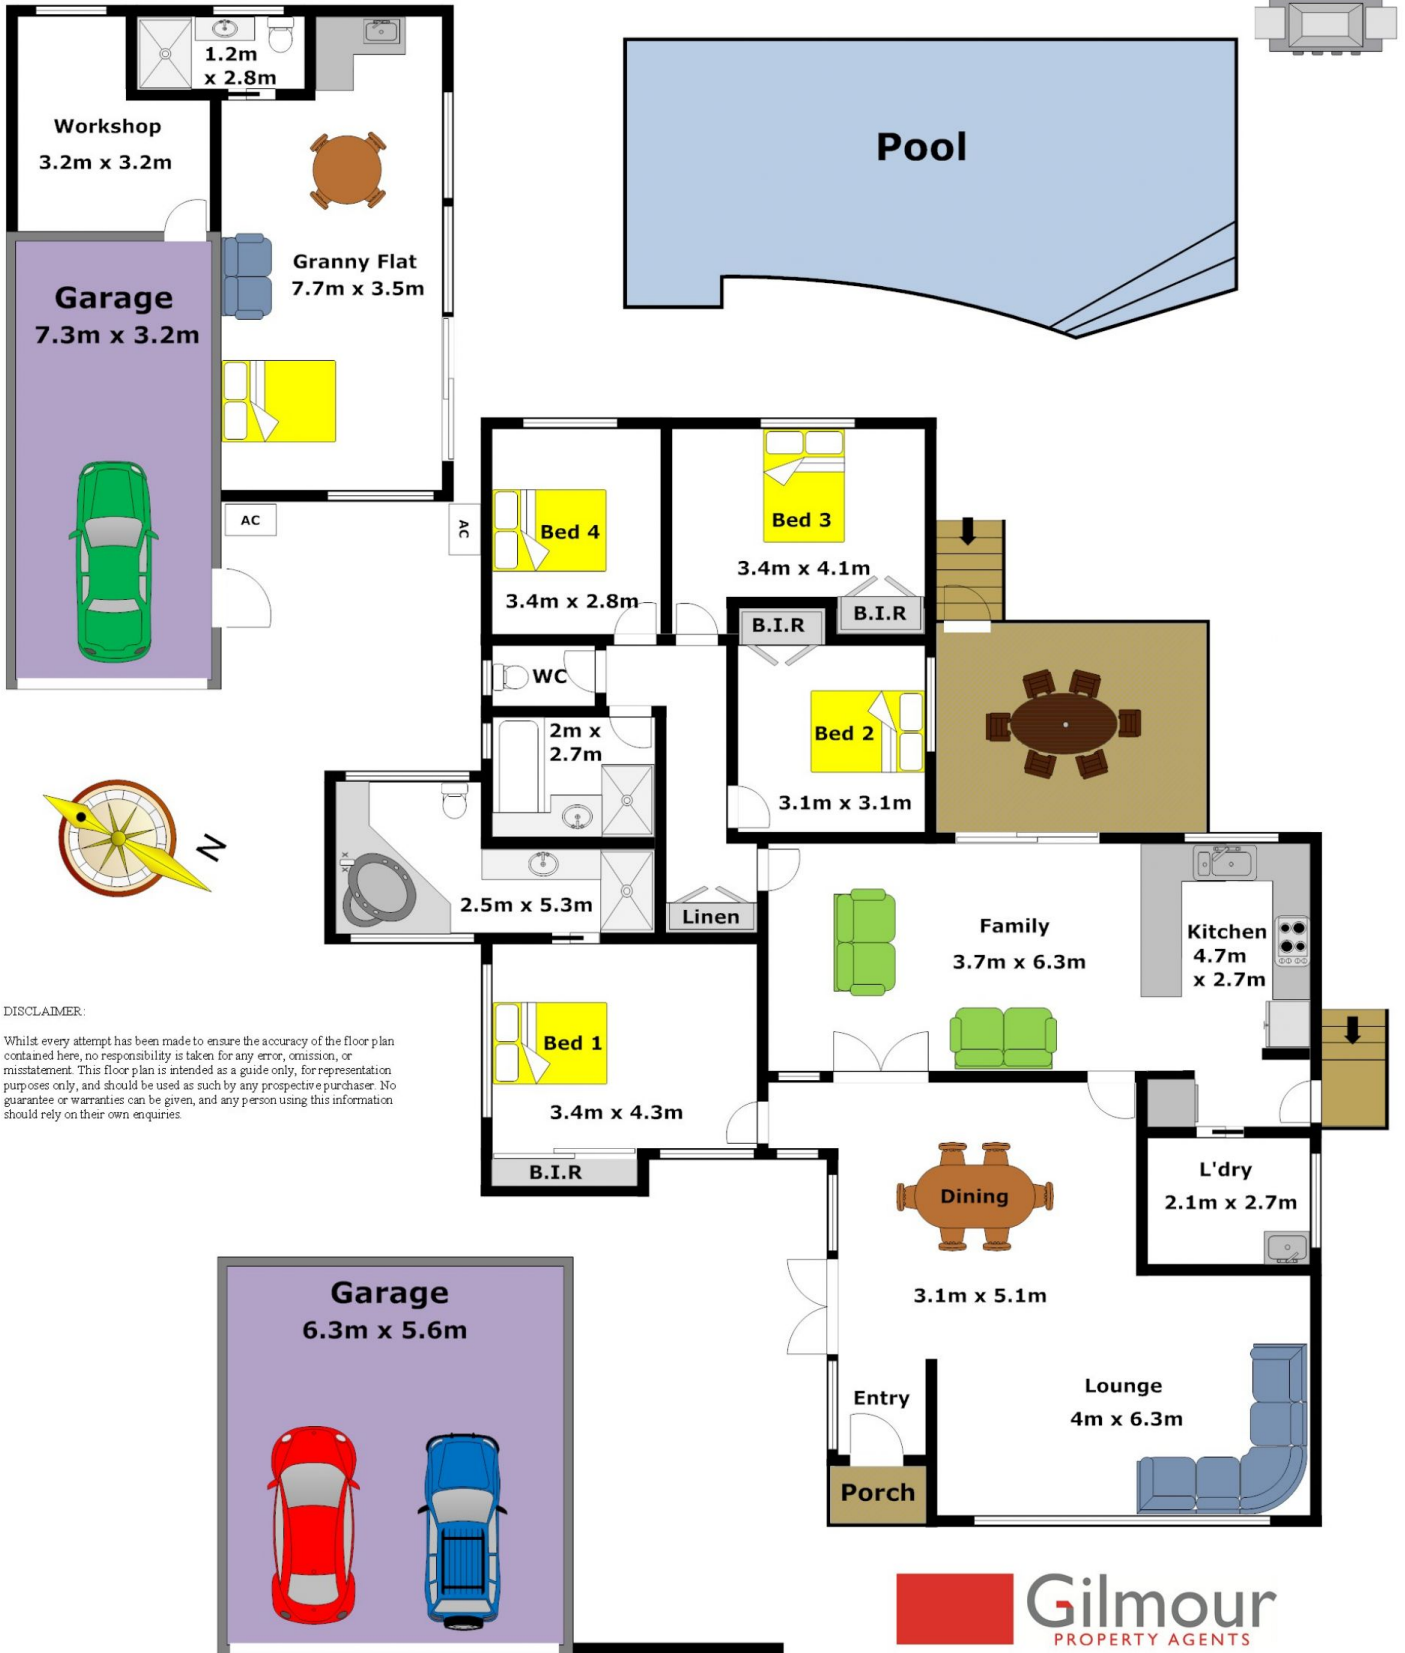 1.2m
x 2.8m
Workshop
3.2m x 3.2m
Pool
Granny Flat
7.7m x 3.5m
Garage
7.3m x 3.2m
AC
AC
Bed 4
3.4m x 2.8m
Bed 3
3.4m x 4.1m
B.I.R
B.I.R
WC
2m x
2.7m
Bed 2
3.1m x 3.1m
N
2.5m x 5.3m
Linen
Family
3.7m x 6.3m
Kitchen
4.7m
x 2.7m
DISCLAIMER:
Whilst every attempt has been made to ensure the accuracy of the floor plan
contained here, no responsibility is taken for any error, omission, or
misstatement. This floor plan is intended as a guide only, for representation
purposes only, and should be used as such by any prospective purchaser. No
guarantee or warranties can be given, and any person using this information
should rely on their own enquiries.
Bed 1
3.4m x 4.3m
B.I.R
Dining
3.1m x 5.1m
L'dry
2.1m x 2.7m
Garage
6.3m x 5.6m
Entry
Lounge
4m x 6.3m
Porch
Gilmour
PROPERTY AGENTS